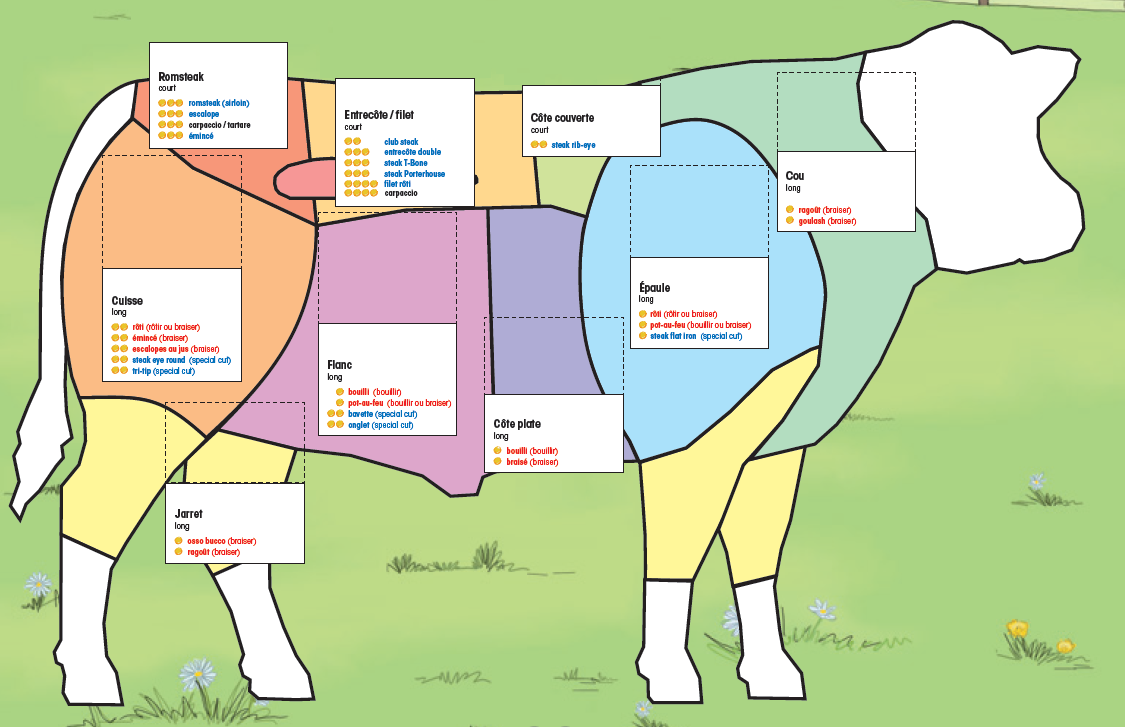 Romsteak
court
romsteak (sirloin)
escalope
carpaccio / tartare
émincé
Entrecôte / filet
court
club steak
entrecôte double
steak T-Bone
steak Porterhouse
filet rôti
carpaccio
Côte couverte
court
steak rib-eye
Cou
long
ragoût (braiser)
goulash (braiser)
Cuisse
long
rôti (rôtir ou braiser)
émincé (braiser)
escalopes au jus (braiser)
steak eye round (special cut)
tri-tip (special cut)
Flanc
long
bouilli (bouillir)
pot-au-feu (bouillir ou braiser)
bavette (special cut)
onglet (special cut)
Épaule
long
rôti (rôtir ou braiser)
pot-au-feu (bouillir ou braiser)
steak flat iron (special cut)
Côte plate
long
bouilli (bouillir)
braisé (braiser)
Jarret
long
osso bucco (braiser)
ragoût (braiser)